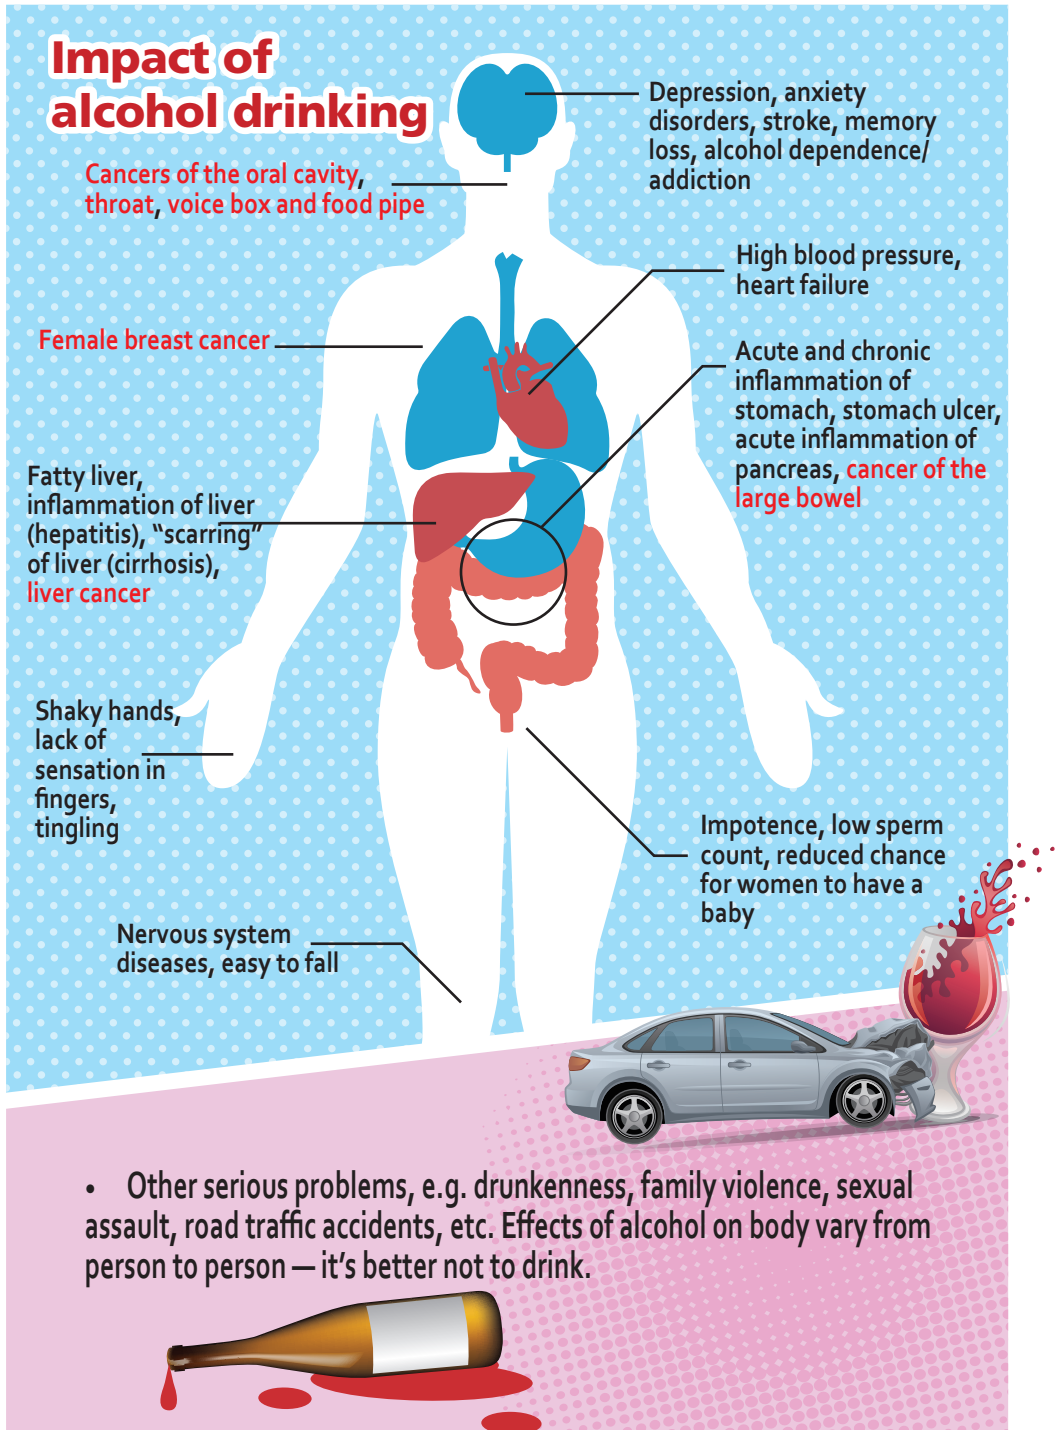 Impact of
alcohol drinking
Depression, anxiety
disorders, stroke, memory
loss, alcohol dependence/
addiction
Cancers of the oral cavity,
throat, voice box and food pipe
High blood pressure,
heart failure
Female breast cancer
Acute and chronic
inflammation of
stomach, stomach ulcer,
acute inflammation of
pancreas, cancer of the
large bowel
Fatty liver,
inflammation of liver
(hepatitis), “scarring”
of liver (cirrhosis),
liver cancer
Shaky hands,
lack of
sensation in
fingers,
tingling
Impotence, low sperm
count, reduced chance
for women to have a
baby
Nervous system
diseases, easy to fall
• Other serious problems, e.g. drunkenness, family violence, sexual
assault, road traffic accidents, etc. Effects of alcohol on body vary from
person to person — it’s better not to drink.